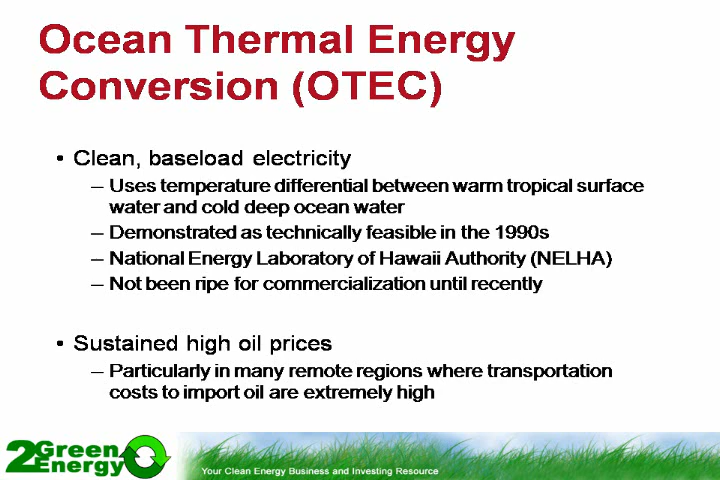 Ocean Thermal Energy
Conversion (OTEC)
• Clean, baseload electricity
– Uses temperature differential between warm tropical surface
water and cold deep ocean water
– Demonstrated as technically feasible in the 1990s
– National Energy Laboratory of Hawaii Authority (NELHA)
– Not been ripe for commercialization until recently
• Sustained high oil prices
– Particularly in many remote regions where transportation
costs to import oil are extremely high
2Green
Energy
Your Clean Energy Business and Investing Resource